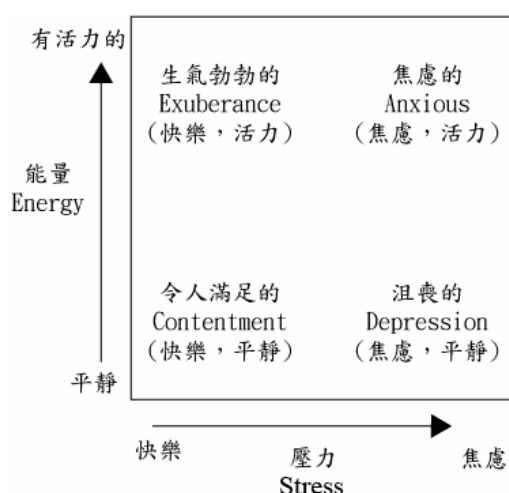 有活力的
生氣勃勃的
Exuberance
(快樂，活力)
焦慮的
Anxious
(焦慮，活力)
能量
Energy
令人滿足的
Contentment
(快樂，平靜)
沮喪的
Depression
(焦慮，平靜)
平靜
快樂
壓力
Stress
焦慮